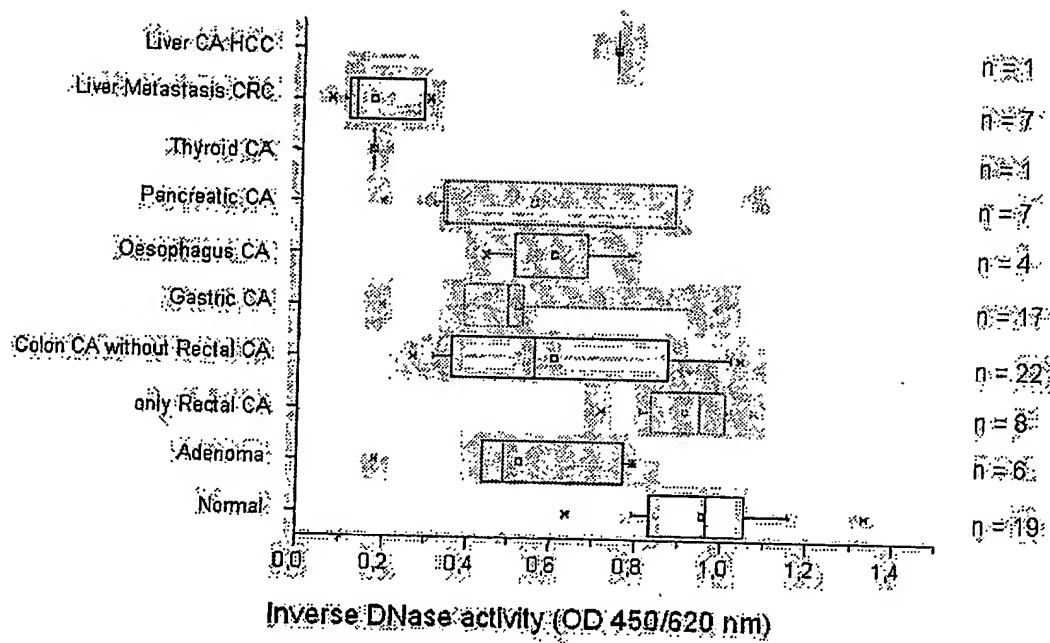 Liver CA HCC
n = 1
Liver Metastasis CRC
n = 7
Thyroid CA
n = 1
Pancreatic CA
n = 7
Oesophagus CA
n = 4
Gastric CA
n = 17
Colon CA without Rectal CA
n = 22
only Rectal CA
n = 8
Adenoma
n = 6
Normal
n = 19
0,0 0,2 0,4 0,6 0,8 1,0 1,2 1,4
Inverse DNase activity (OD 450/620 nm)